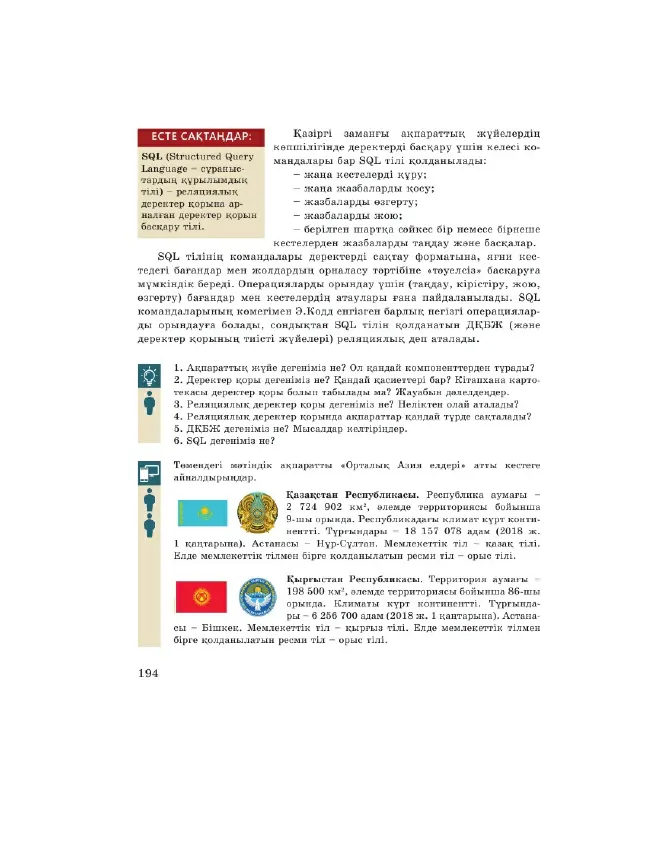 ЕСТЕ САҚТАҢДАР:
SQL (Structured Query
Language – сұраныс-
тардың құрылымдық
тілі) – реляциялық
деректер қорына ар-
налған деректер қорын
басқару тілі.
Қазіргі заманғы ақпараттық жүйелердің
көпшілігінде деректерді басқару үшін келесі ко-
мандалары бар SQL тілі қолданылады:
– жаңа кестелерді құру;
– жаңа жазбаларды қосу;
– жазбаларды өзгерту;
– жазбаларды жою;
– берілген шартқа сәйкес бір немесе бірнеше
кестелерден жазбаларды таңдау және басқалар.
SQL тілінің командалары деректерді сақтау форматына, яғни кес-
тедегі бағандар мен жолдардың орналасу тәртібіне «тәуелсіз» басқаруға
мүмкіндік береді. Операцияларды орындау үшін (таңдау, кірістіру, жою,
өзгерту) бағандар мен кестелердің атаулары ғана пайдаланылады. SQL
командаларының көмегімен Э.Кодд енгізген барлық негізгі операциялар-
ды орындауға болады, сондықтан SQL тілін қолданатын ДҚБЖ (және
деректер қорының тиісті жүйелері) реляциялық деп аталады.
1. Ақпараттық жүйе дегеніміз не? Ол қандай компоненттерден тұрады?
2. Деректер қоры дегеніміз не? Қандай қасиеттері бар? Кітапхана карто-
текасы деректер қоры болып табылады ма? Жауабын дәлелдеңдер.
3. Реляциялық деректер қоры дегеніміз не? Неліктен олай аталады?
4. Реляциялық деректер қорында ақпараттар қандай түрде сақталады?
5. ДҚБЖ дегеніміз не? Мысалдар келтіріңдер.
6. SQL дегеніміз не?
Төмендегі мәтіндік ақпаратты «Орталық Азия елдері» атты кестеге
айналдырыңдар.
Қазақстан Республикасы. Республика аумағы –
2 724 902 км², әлемде территориясы бойынша
9-шы орында. Республикадағы климат күрт конти-
нентті. Тұрғындары – 18 157 078 адам (2018 ж.
1 қаңтарына). Астанасы – Нұр-Сұлтан. Мемлекеттік тіл – қазақ тілі.
Елде мемлекеттік тілмен бірге қолданылатын ресми тіл – орыс тілі.
Қырғыстан Республикасы. Территория аумағы –
198 500 км², әлемде территориясы бойынша 86-шы
орында. Климаты күрт континентті. Тұрғында-
ры – 6 256 700 адам (2018 ж. 1 қаңтарына). Астана-
сы – Бішкек. Мемлекеттік тіл – қырғыз тілі. Елде мемлекеттік тілмен
бірге қолданылатын ресми тіл – орыс тілі.
194